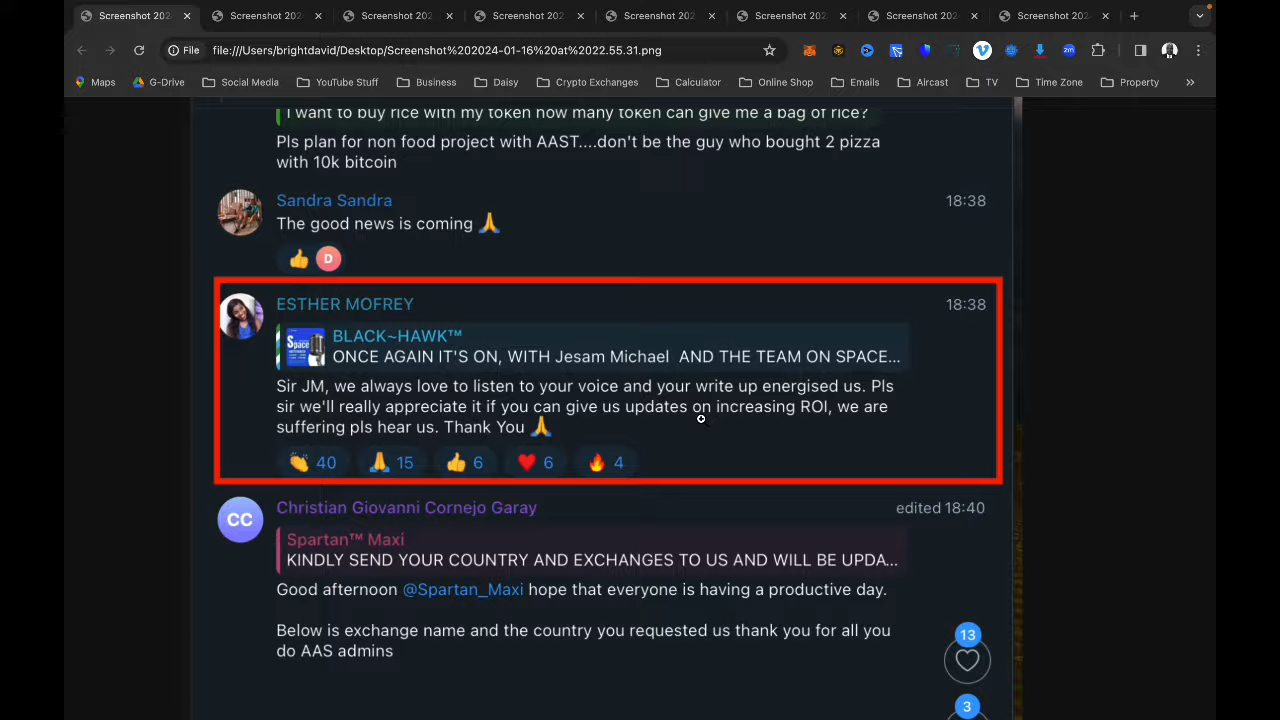 Screenshot 202
Screenshot 202
Screenshot 202
Screenshot 202
Screenshot 202
Screenshot 202
Screenshot 202
Screenshot 202
File
file:///Users/brightdavid/Desktop/Screenshot%202024-01-16%20at%2022.55.31.png
Maps
G-Drive
Social Media
YouTube Stuff
Business
Daisy
Crypto Exchanges
Calculator
Online Shop
Emails
Aircast
TV
Time Zone
Property
I want to buy rice with my token how many token can give me a bag of rice?
Pls plan for non food project with AAST....don't be the guy who bought 2 pizza
with 10k bitcoin
Sandra Sandra
18:38
The good news is coming 🙏
👍 D
ESTHER MOFREY
18:38
Space
BLACK~HAWK™
ONCE AGAIN IT'S ON, WITH Jesam Michael AND THE TEAM ON SPACE...
Sir JM, we always love to listen to your voice and your write up energised us. Pls
sir we'll really appreciate it if you can give us updates on increasing ROI, we are
suffering pls hear us. Thank You 🙏
👏 40 🙏 15 👍 6 ❤️ 6 🔥 4
CC
Christian Giovanni Cornejo Garay
edited 18:40
Spartan™ Maxi
KINDLY SEND YOUR COUNTRY AND EXCHANGES TO US AND WILL BE UPDA...
Good afternoon @Spartan_Maxi hope that everyone is having a productive day.
Below is exchange name and the country you requested us thank you for all you
do AAS admins
13
3